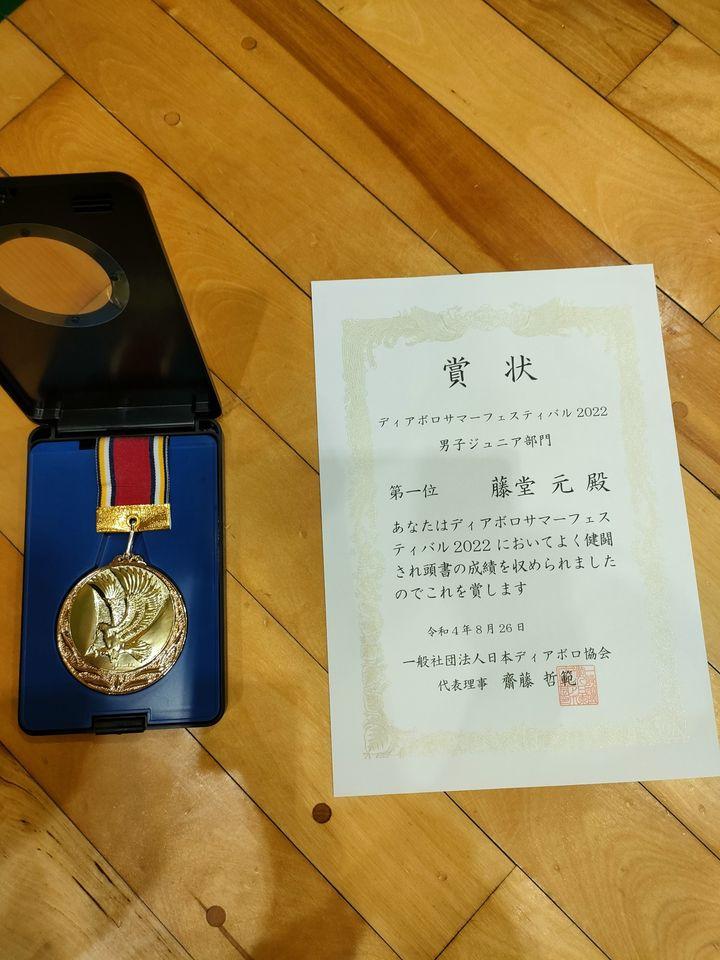 賞状
ディアボロサマーフェスティバル2022
男子ジュニア部門
第一位 藤堂 元 殿
あなたはディアボロサマーフェス
ティバル2022 においてよく健闘
され頭書の成績を収められました
のでこれを賞します
令和4年8月26日
一般社団法人日本ディアボロ協会
代表理事 齋藤 哲範